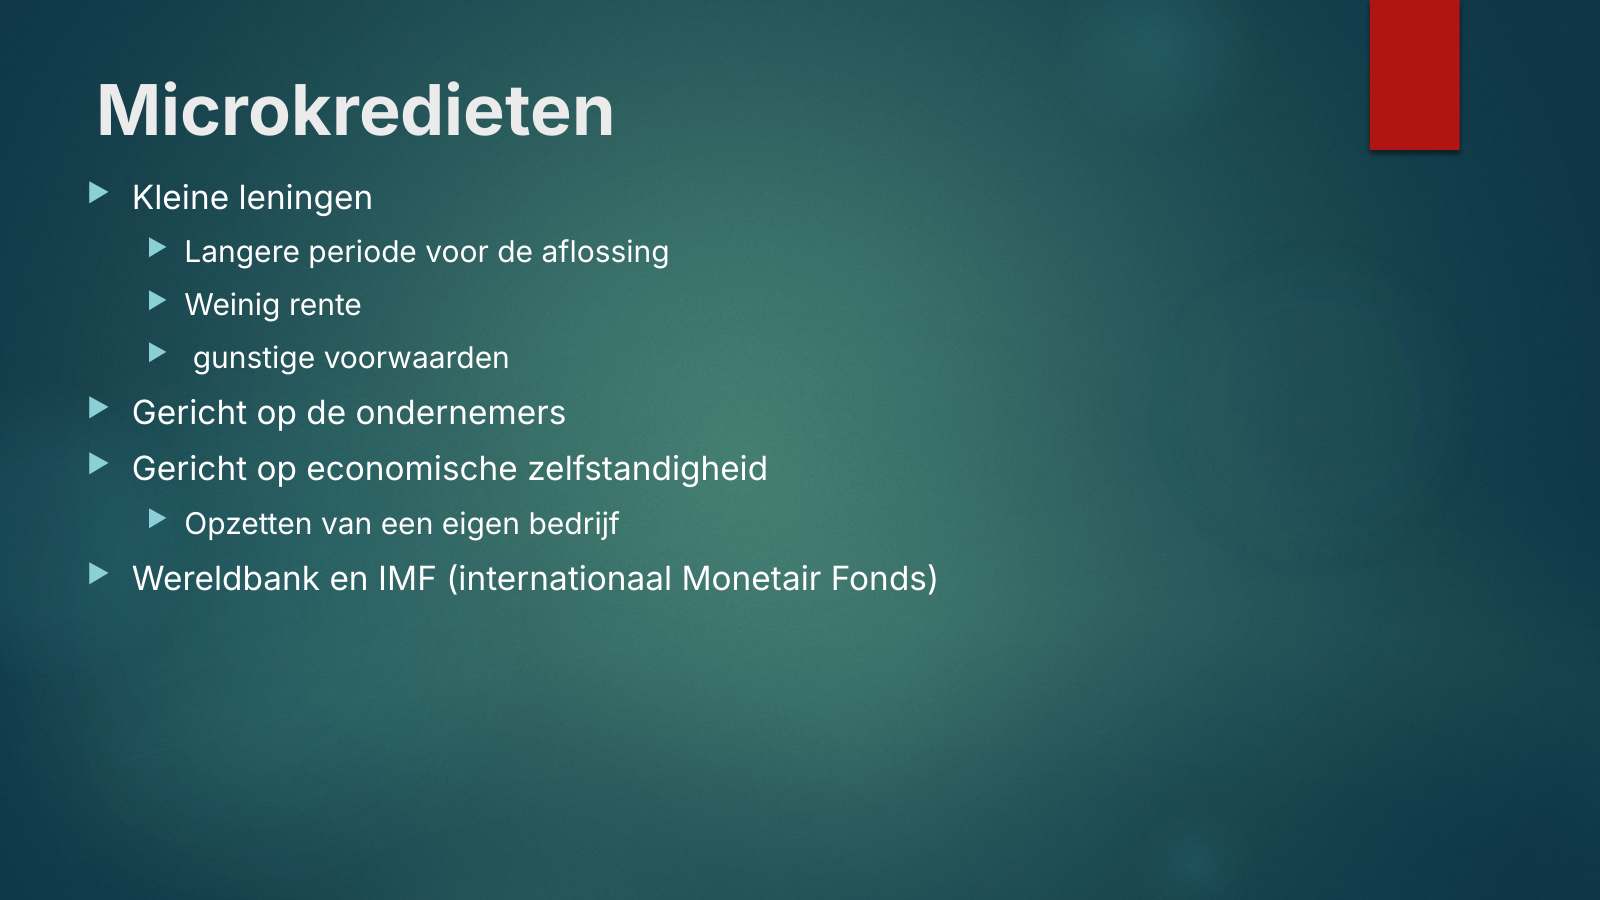 Microkredieten
Kleine leningen
Langere periode voor de aflossing
Weinig rente
gunstige voorwaarden
Gericht op de ondernemers
Gericht op economische zelfstandigheid
Opzetten van een eigen bedrijf
Wereldbank en IMF (internationaal Monetair Fonds)